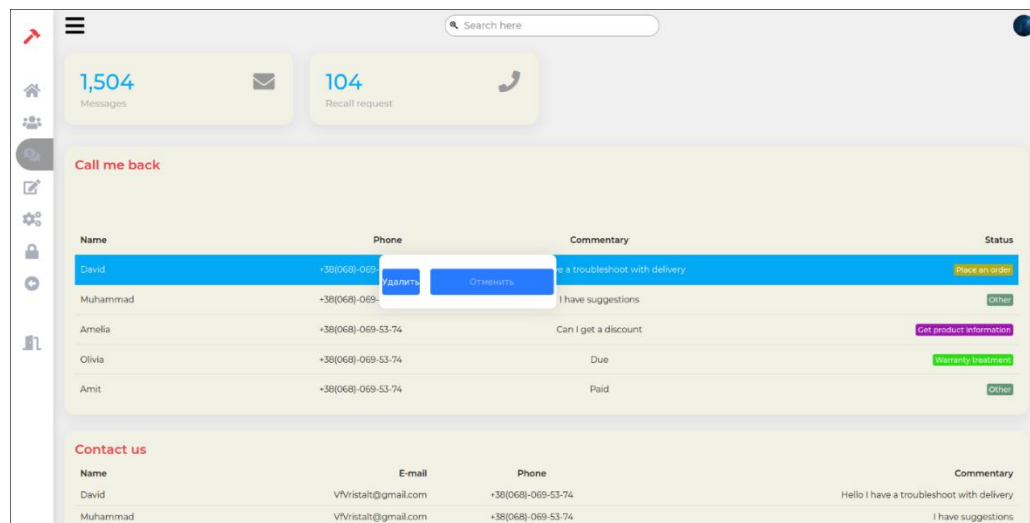 Search here
1,504
Messages
104
Recall request
Call me back
Name Phone Commentary Status
David +38(068)-069- e a troubleshoot with delivery Place an order
Удалить Отменить
Muhammad +38(068)-069- I have suggestions Other
Amelia +38(068)-069-53-74 Can I get a discount Get product information
Olivia +38(068)-069-53-74 Due Warranty treatment
Amit +38(068)-069-53-74 Paid Other
Contact us
Name E-mail Phone Commentary
David VfVristalt@gmail.com +38(068)-069-53-74 Hello I have a troubleshoot with delivery
Muhammad VfVristalt@gmail.com +38(068)-069-53-74 I have suggestions